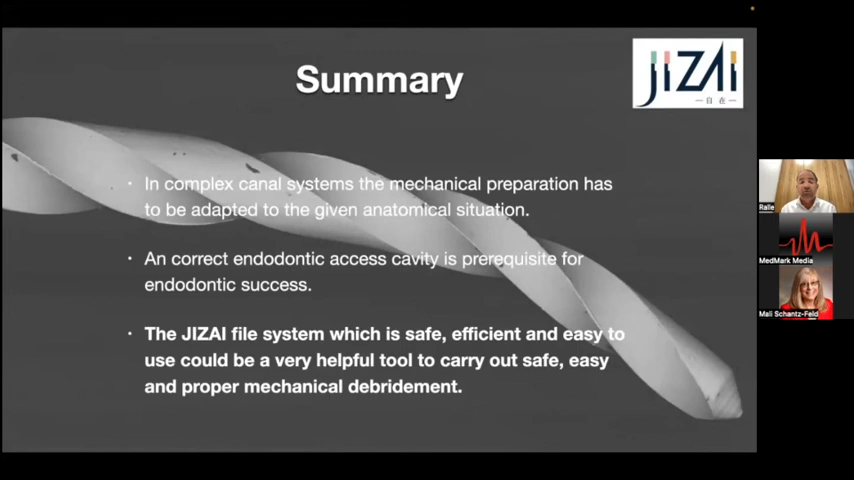 Summary
JIZAI
自在
· In complex canal systems the mechanical preparation has
to be adapted to the given anatomical situation.
· An correct endodontic access cavity is prerequisite for
endodontic success.
· The JIZAI file system which is safe, efficient and easy to
use could be a very helpful tool to carry out safe, easy
and proper mechanical debridement.
Ralle
MedMark Media
Mali Schantz-Feld